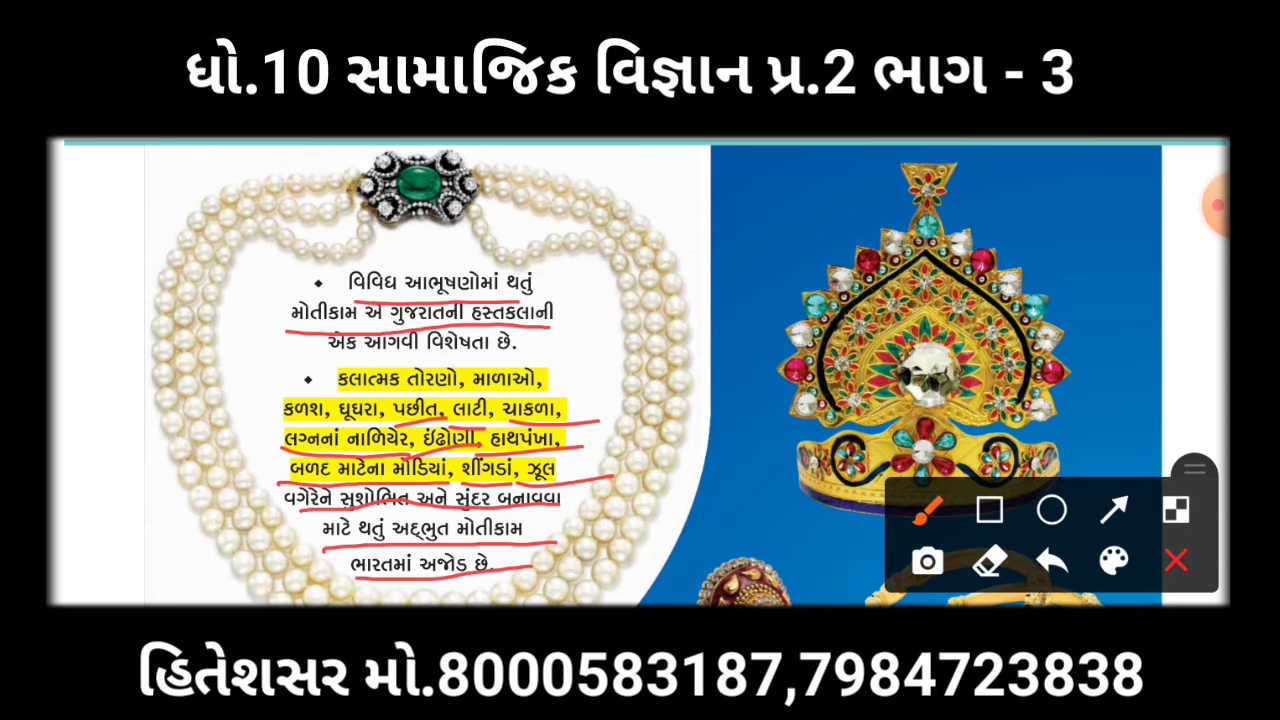 ધો.10 સામાજિક વિજ્ઞાન પ્ર.2 ભાગ - 3
◆ વિવિધ આભૂષણોમાં થતું
મોતીકામ એ ગુજરાતની હસ્તકલાની
એક આગવી વિશેષતા છે.
◆ કલાત્મક તોરણો, માળાઓ,
કળશ, ઘૂઘરા, પછીત, લાટી, ચાકળા,
લગ્નનાં નાળિયેર, ઈંઢોણી, હાથપંખા,
બળદ માટેના મોડિયાં, શીંગડાં, ઝૂલ
વગેરેને સુશોભિત અને સુંદર બનાવવા
માટે થતું અદ્ભુત મોતીકામ
ભારતમાં અજોડ છે.
હિતેશસર મો.8000583187,7984723838